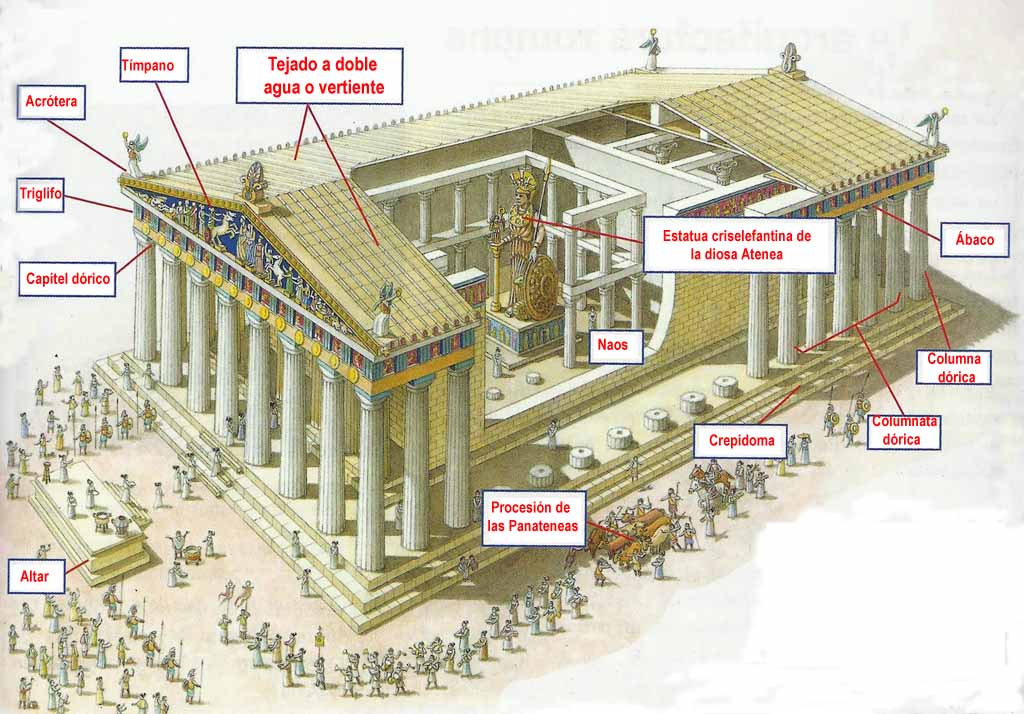 Tímpano
Tejado a doble
agua o vertiente
Acrótera
Triglifo
Capitel dórico
Estatua criselefantina de
la diosa Atenea
Ábaco
Naos
Columna
dórica
Columnata
dórica
Crepidoma
Procesión de
las Panateneas
Altar